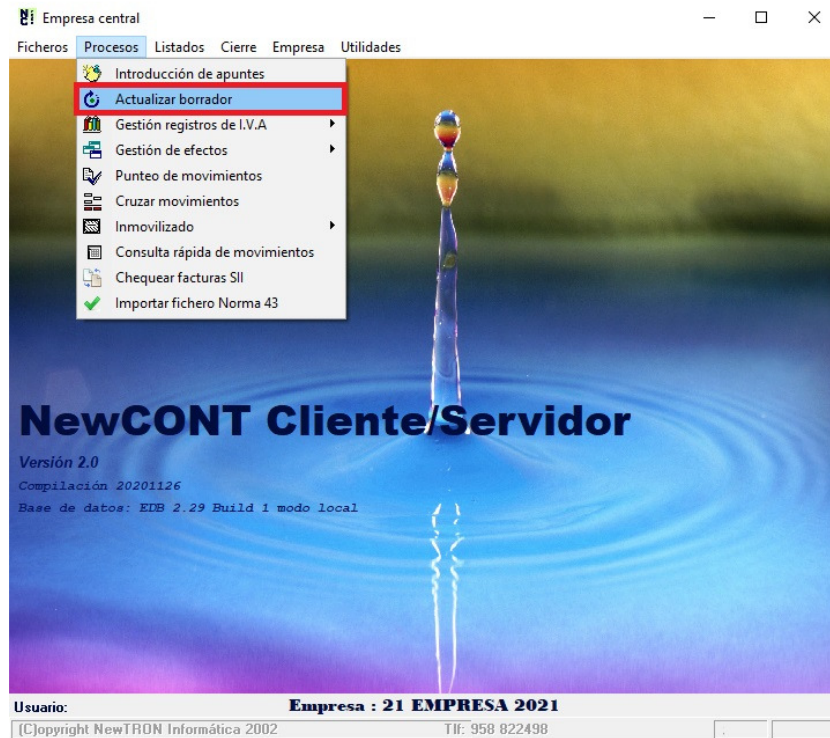 Empresa central
Ficheros Procesos Listados Cierre Empresa Utilidades
Introducción de apuntes
Actualizar borrador
Gestión registros de I.V.A
Gestión de efectos
Punteo de movimientos
Cruzar movimientos
Inmovilizado
Consulta rápida de movimientos
Chequear facturas SII
Importar fichero Norma 43
NewCONT Cliente/Servidor
Versión 2.0
Compilación 20201126
Base de datos: EDB 2.29 Build 1 modo local
Usuario: Empresa : 21 EMPRESA 2021
(C)opyright NewTRON Informática 2002 Tlf: 958 822498